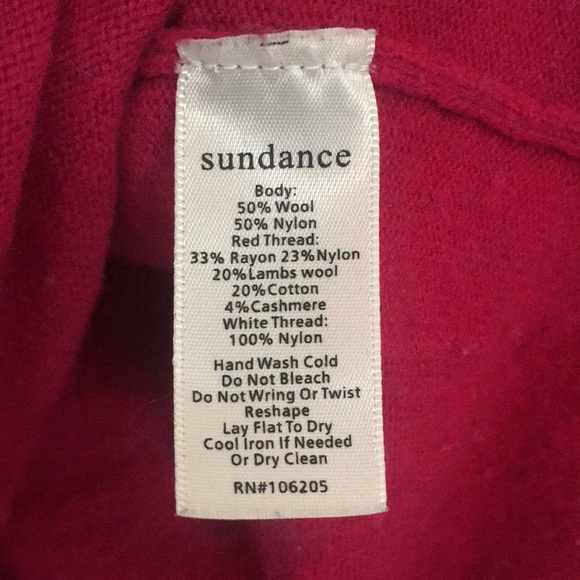 sundance
Body:
50% Wool
50% Nylon
Red Thread:
33% Rayon 23%Nylon
20%Lambs wool
20%Cotton
4%Cashmere
White Thread:
100% Nylon
Hand Wash Cold
Do Not Bleach
Do Not Wring Or Twist
Reshape
Lay Flat To Dry
Cool Iron If Needed
Or Dry Clean
RN#106205